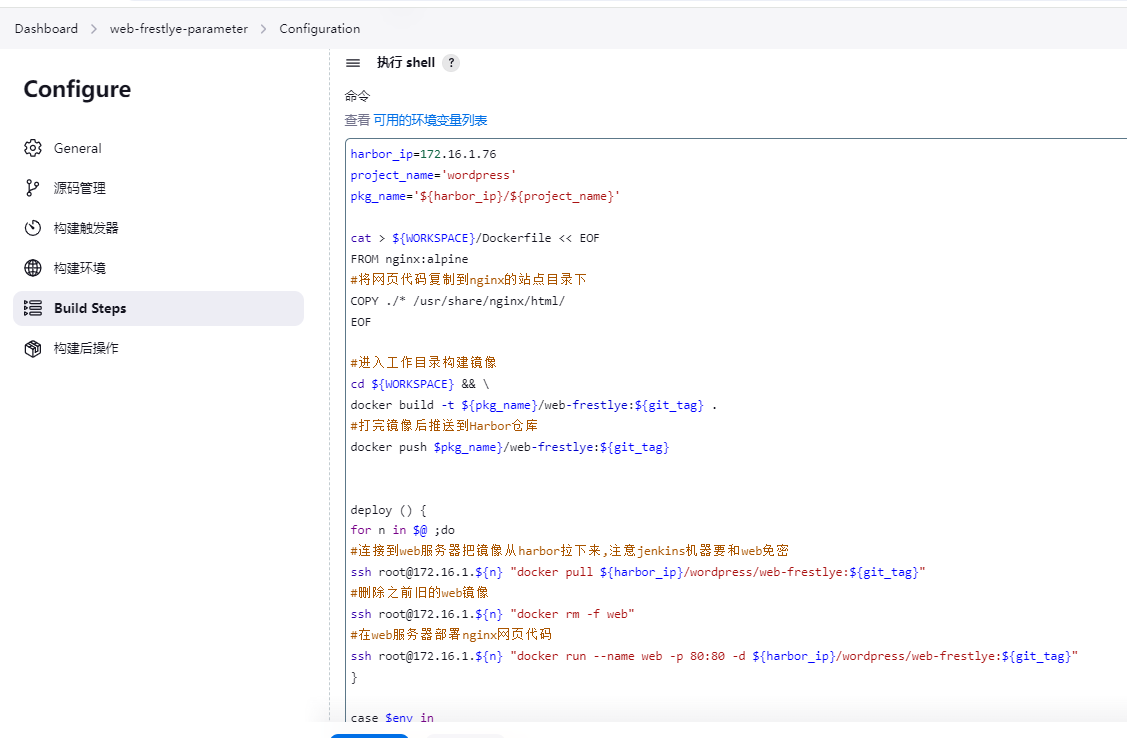 Dashboard > web-frestlye-parameter > Configuration
Configure
General
源码管理
构建触发器
构建环境
Build Steps
构建后操作
执行 shell ?
命令
查看 可用的环境变量列表
harbor_ip=172.16.1.76
project_name='wordpress'
pkg_name='${harbor_ip}/${project_name}'
cat > ${WORKSPACE}/Dockerfile << EOF
FROM nginx:alpine
#将网页代码复制到nginx的站点目录下
COPY ./* /usr/share/nginx/html/
EOF
#进入工作目录构建镜像
cd ${WORKSPACE} && \
docker build -t ${pkg_name}/web-frestlye:${git_tag} .
#打完镜像后推送到Harbor仓库
docker push $pkg_name}/web-frestlye:${git_tag}
deploy () {
for n in $@ ;do
#连接到web服务器把镜像从harbor拉下来,注意jenkins机器要和web免密
ssh root@172.16.1.${n} "docker pull ${harbor_ip}/wordpress/web-frestlye:${git_tag}"
#删除之前旧的web镜像
ssh root@172.16.1.${n} "docker rm -f web"
#在web服务器部署nginx网页代码
ssh root@172.16.1.${n} "docker run --name web -p 80:80 -d ${harbor_ip}/wordpress/web-frestlye:${git_tag}"
}
case $env in